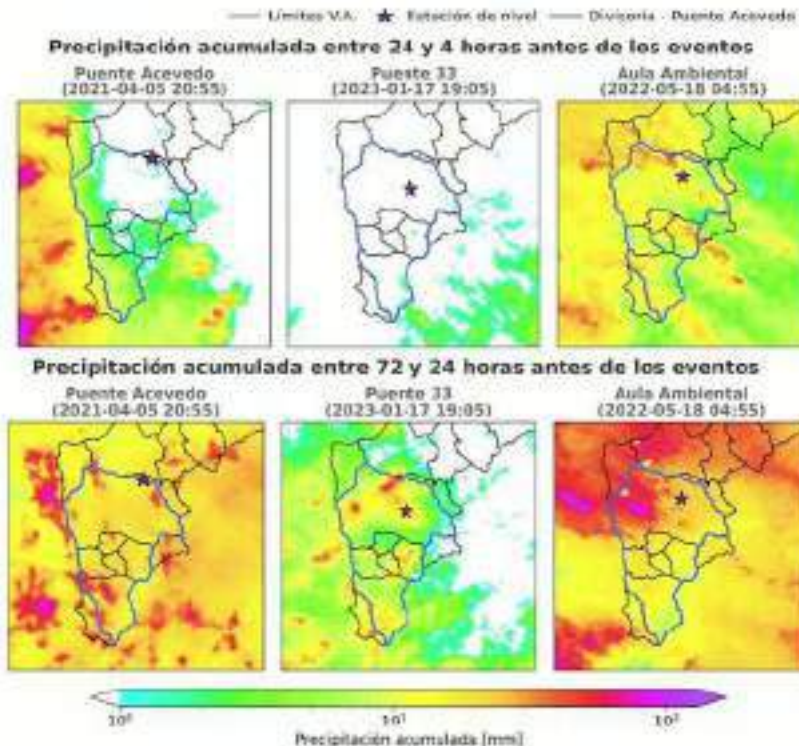 Límites V.A. Estación de nivel Divisoria - Puente Acevedo
Precipitación acumulada entre 24 y 4 horas antes de los eventos
Puente Acevedo Puente 33 Aula Ambiental
(2021-04-05 20:55) (2023-01-17 19:05) (2022-05-18 04:55)
Precipitación acumulada entre 72 y 24 horas antes de los eventos
Puente Acevedo Puente 33 Aula Ambiental
(2021-04-05 20:55) (2023-01-17 19:05) (2022-05-18 04:55)
10⁰ 10¹ 10²
Precipitación acumulada [mm]